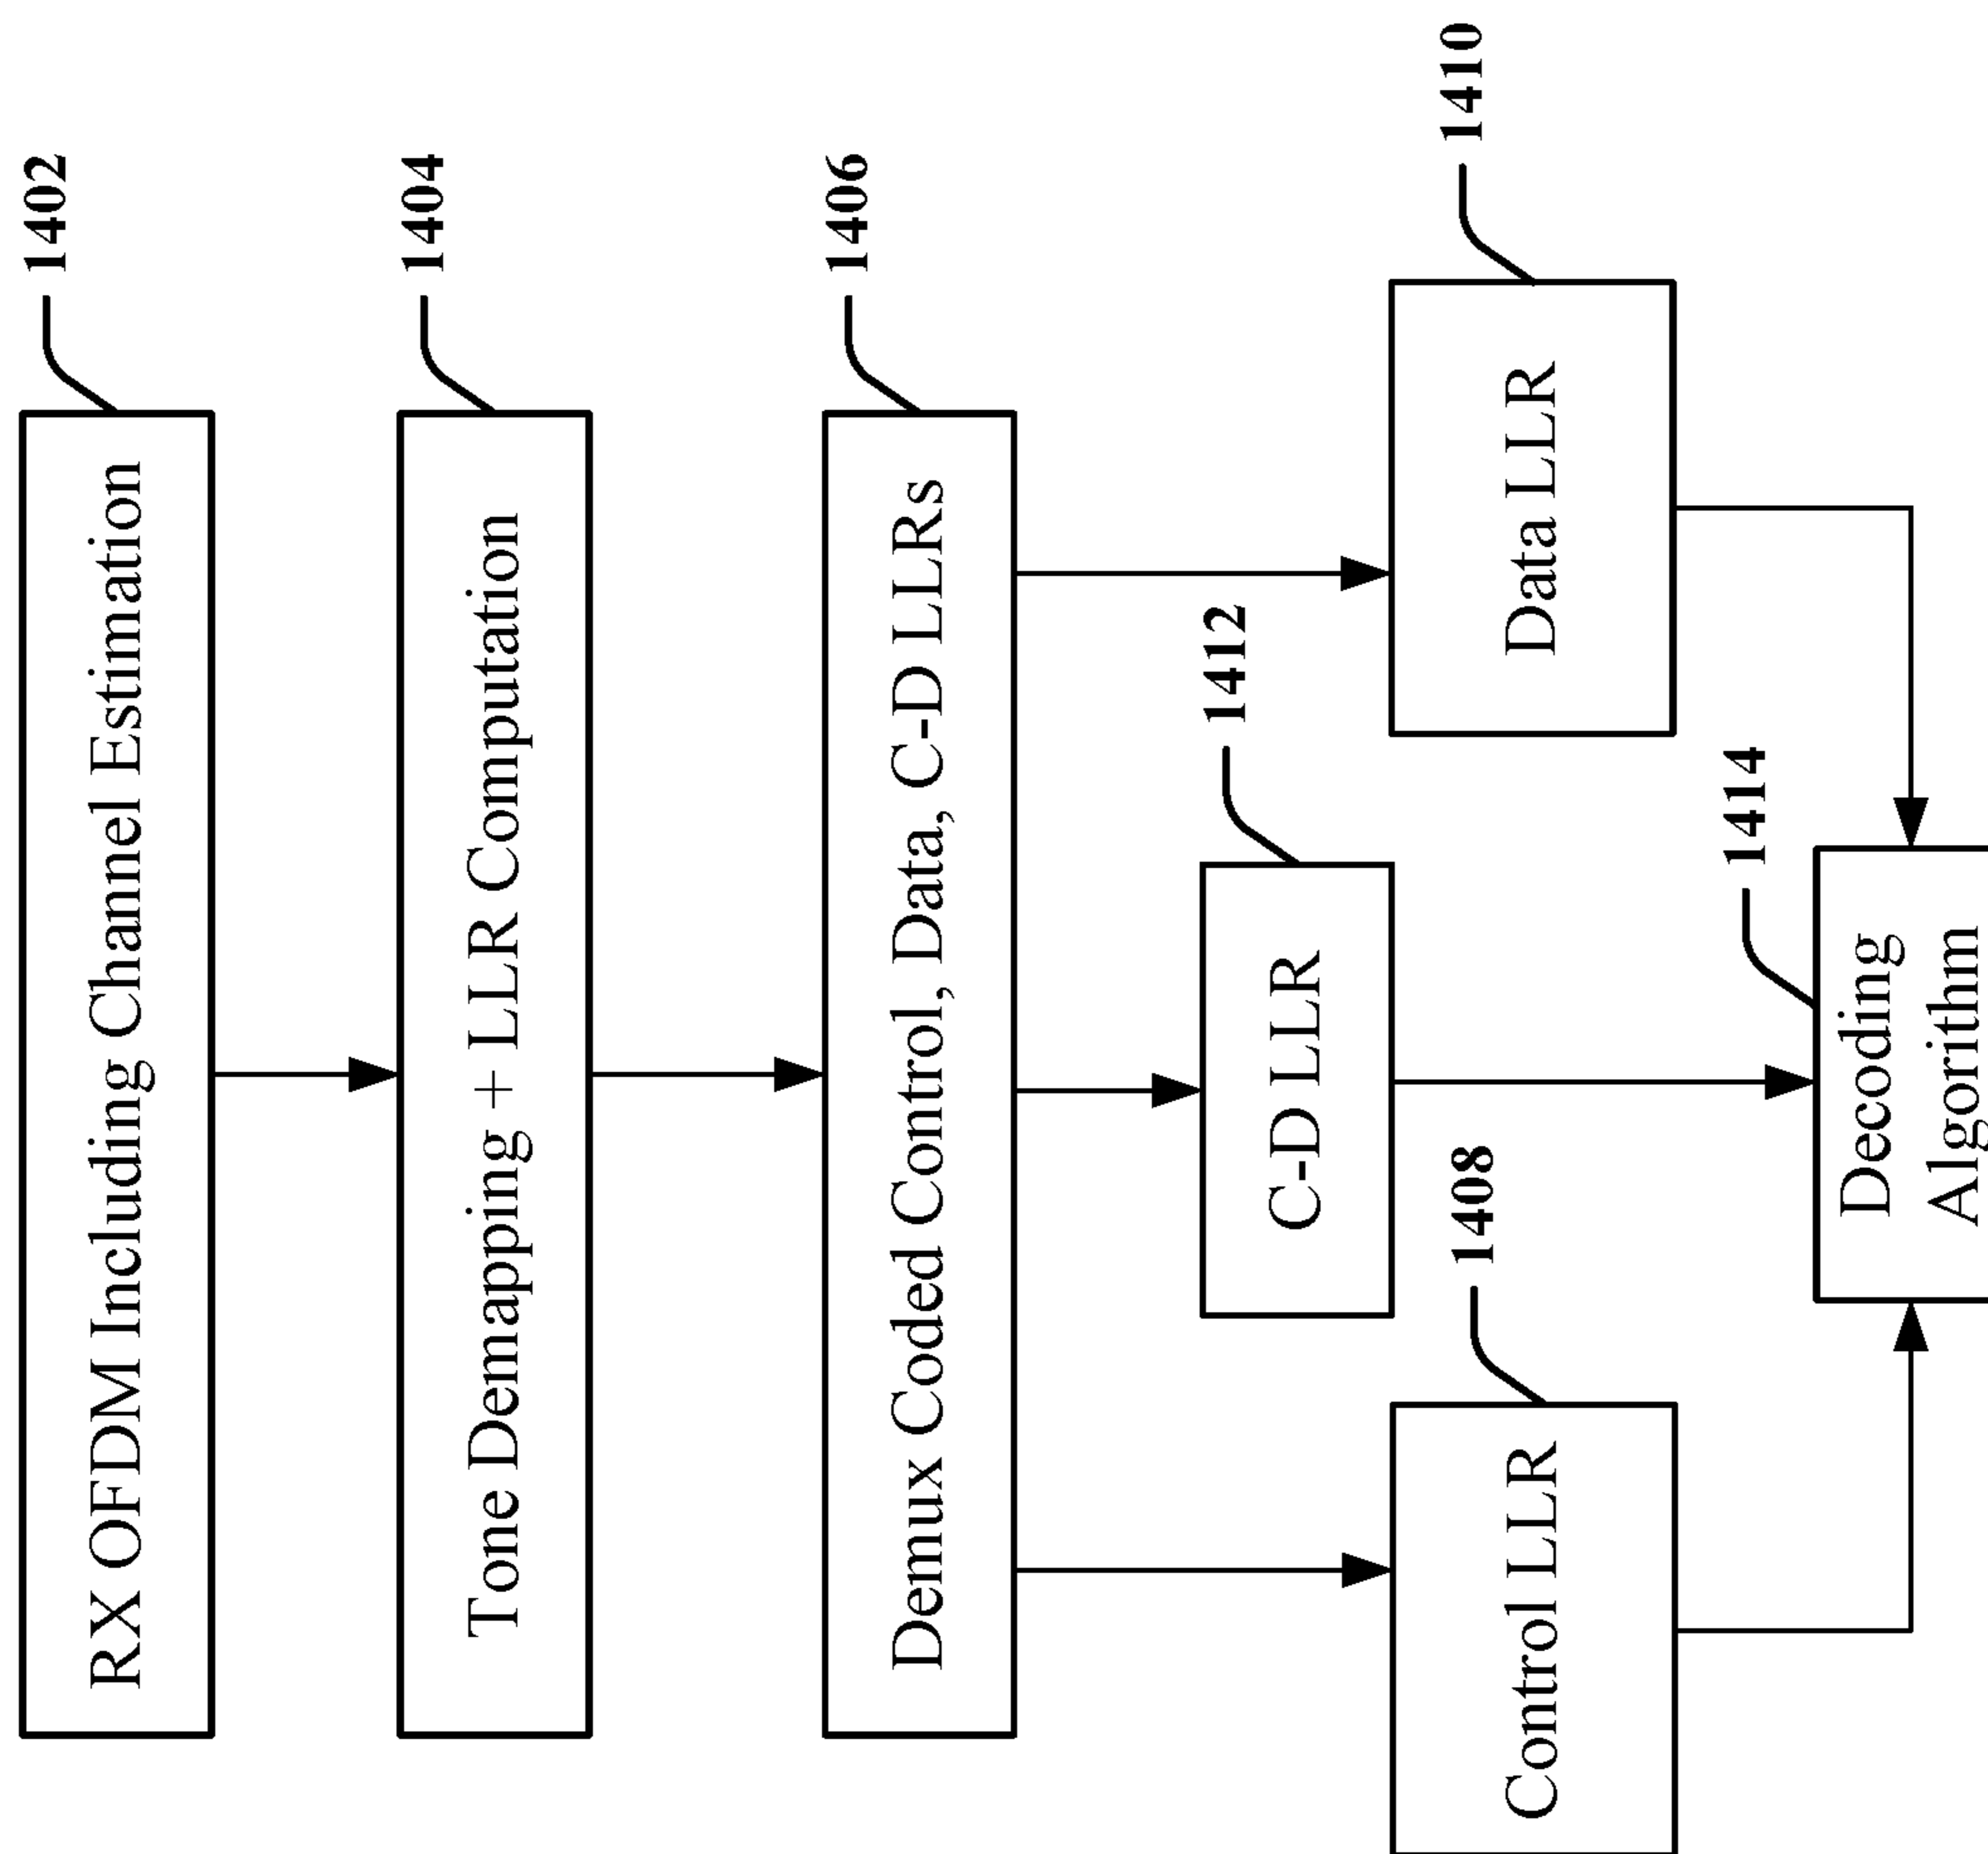 1402
RX OFDM Including Channel Estimation
1404
Tone Demapping + LLR Computation
1406
Demux Coded Control, Data, C-D LLRs
1412
C-D LLR
1408
Control LLR
1410
Data LLR
1414
Decoding
Algorithm